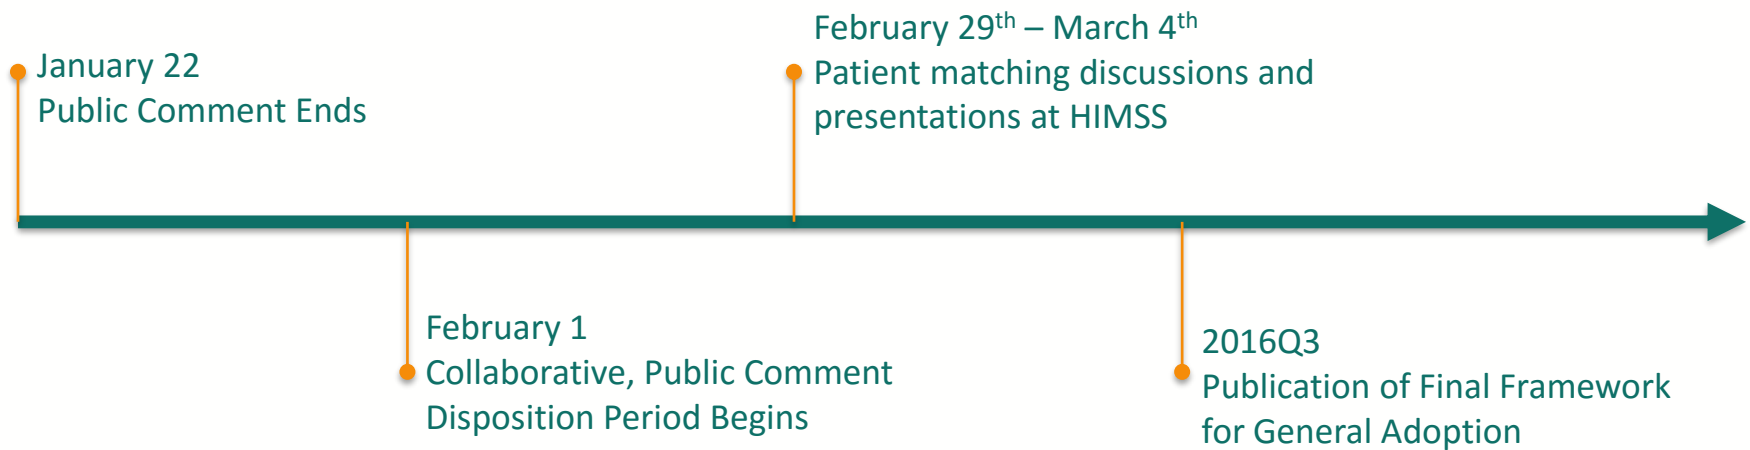 January 22
Public Comment Ends
February 1
Collaborative, Public Comment
Disposition Period Begins
February 29th – March 4th
Patient matching discussions and
presentations at HIMSS
2016Q3
Publication of Final Framework
for General Adoption